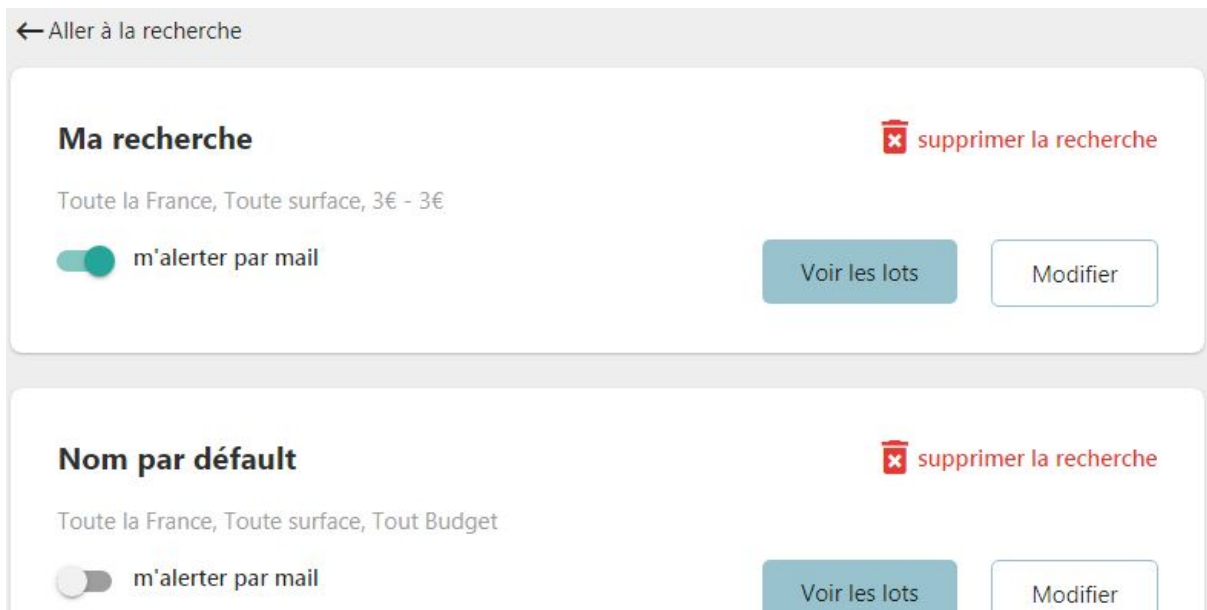 Aller à la recherche
Ma recherche
supprimer la recherche
Toute la France, Toute surface, 3€ - 3€
m'alerter par mail
Voir les lots
Modifier
Nom par défault
supprimer la recherche
Toute la France, Toute surface, Tout Budget
m'alerter par mail
Voir les lots
Modifier